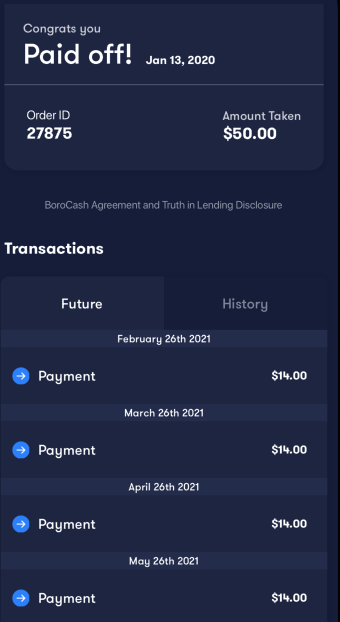 Congrats you
Paid off! Jan 13, 2020
Order ID Amount Taken
27875 $50.00
BoroCash Agreement and Truth in Lending Disclosure
Transactions
Future History
February 26th 2021
Payment $14.00
March 26th 2021
Payment $14.00
April 26th 2021
Payment $14.00
May 26th 2021
Payment $14.00